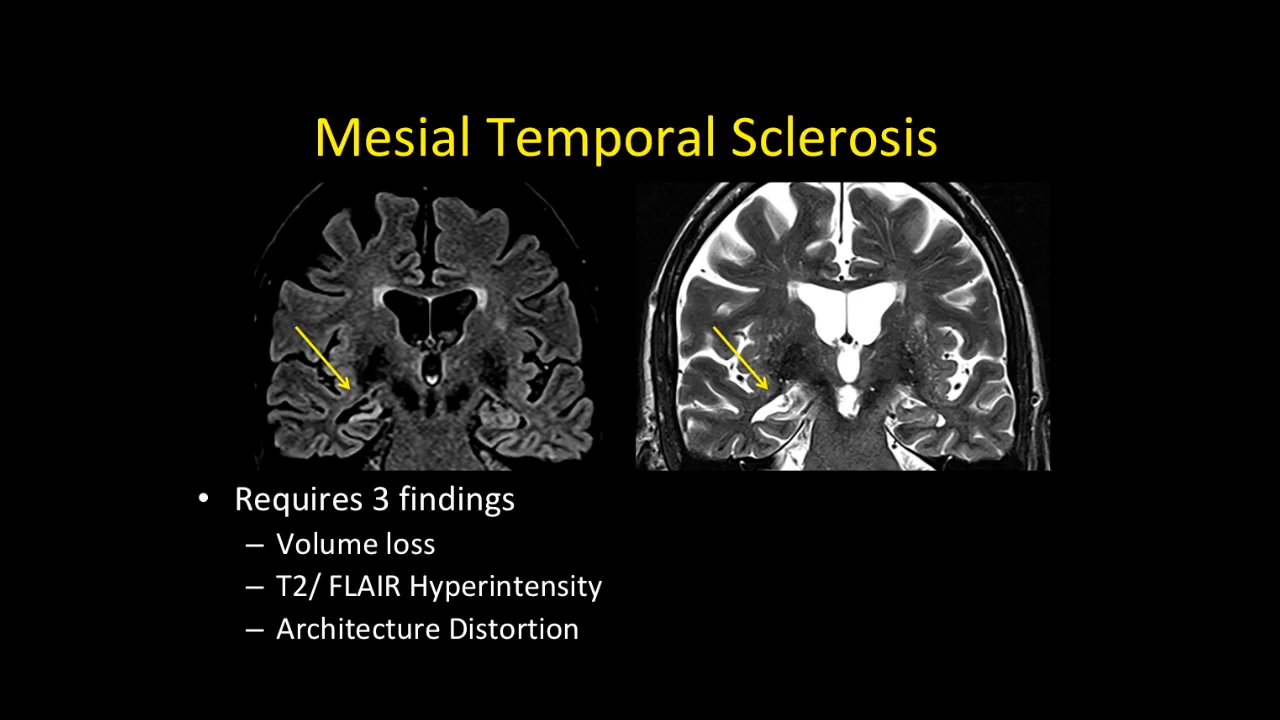 Mesial Temporal Sclerosis
• Requires 3 findings
– Volume loss
– T2/ FLAIR Hyperintensity
– Architecture Distortion